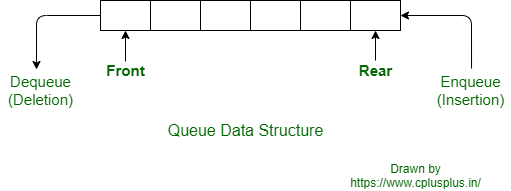 Front
Rear
Dequeue
(Deletion)
Enqueue
(Insertion)
Queue Data Structure
Drawn by
https://www.cplusplus.in/